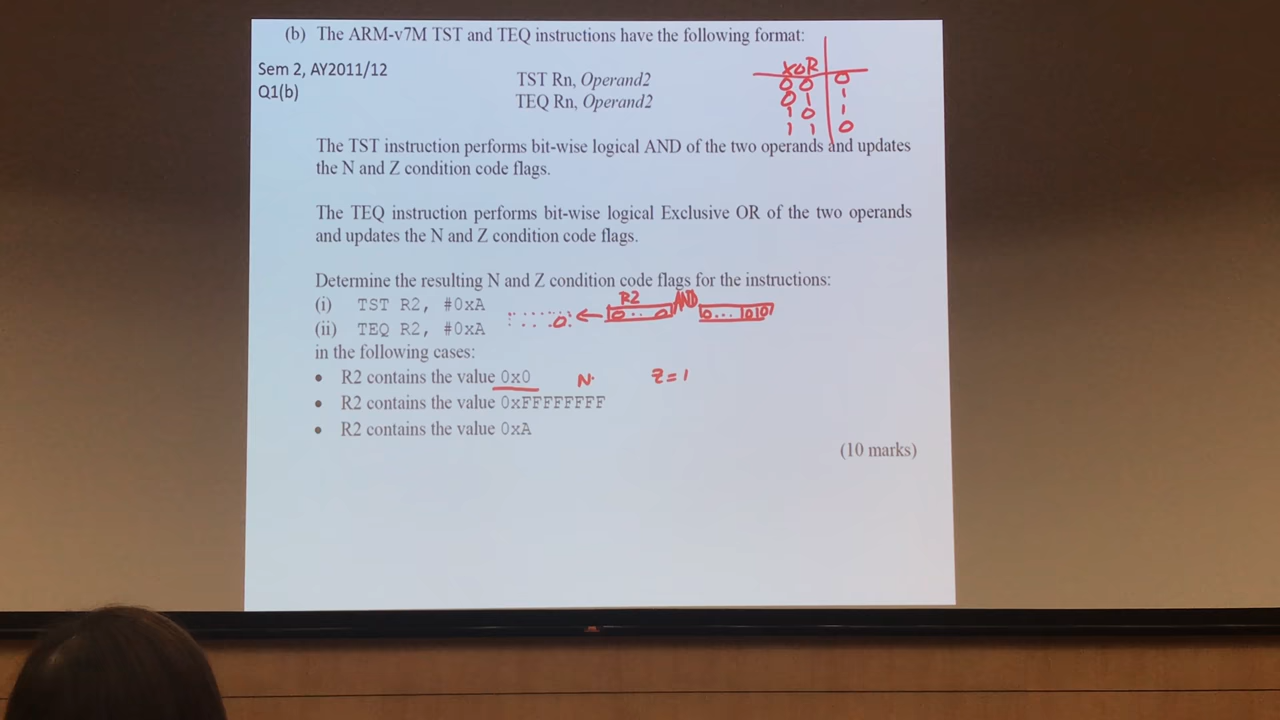 (b) The ARM-v7M TST and TEQ instructions have the following format:
Sem 2, AY2011/12
Q1(b)
TST Rn, Operand2
TEQ Rn, Operand2
XOR
0 0 0
0 1 1
1 0 1
1 1 0
The TST instruction performs bit-wise logical AND of the two operands and updates
the N and Z condition code flags.
The TEQ instruction performs bit-wise logical Exclusive OR of the two operands
and updates the N and Z condition code flags.
Determine the resulting N and Z condition code flags for the instructions:
(i) TST R2, #0xA
(ii) TEQ R2, #0xA
R2 AND
0 ← 0...0 0...1010
in the following cases:
• R2 contains the value 0x0 N Z=1
• R2 contains the value 0xFFFFFFFF
• R2 contains the value 0xA
(10 marks)